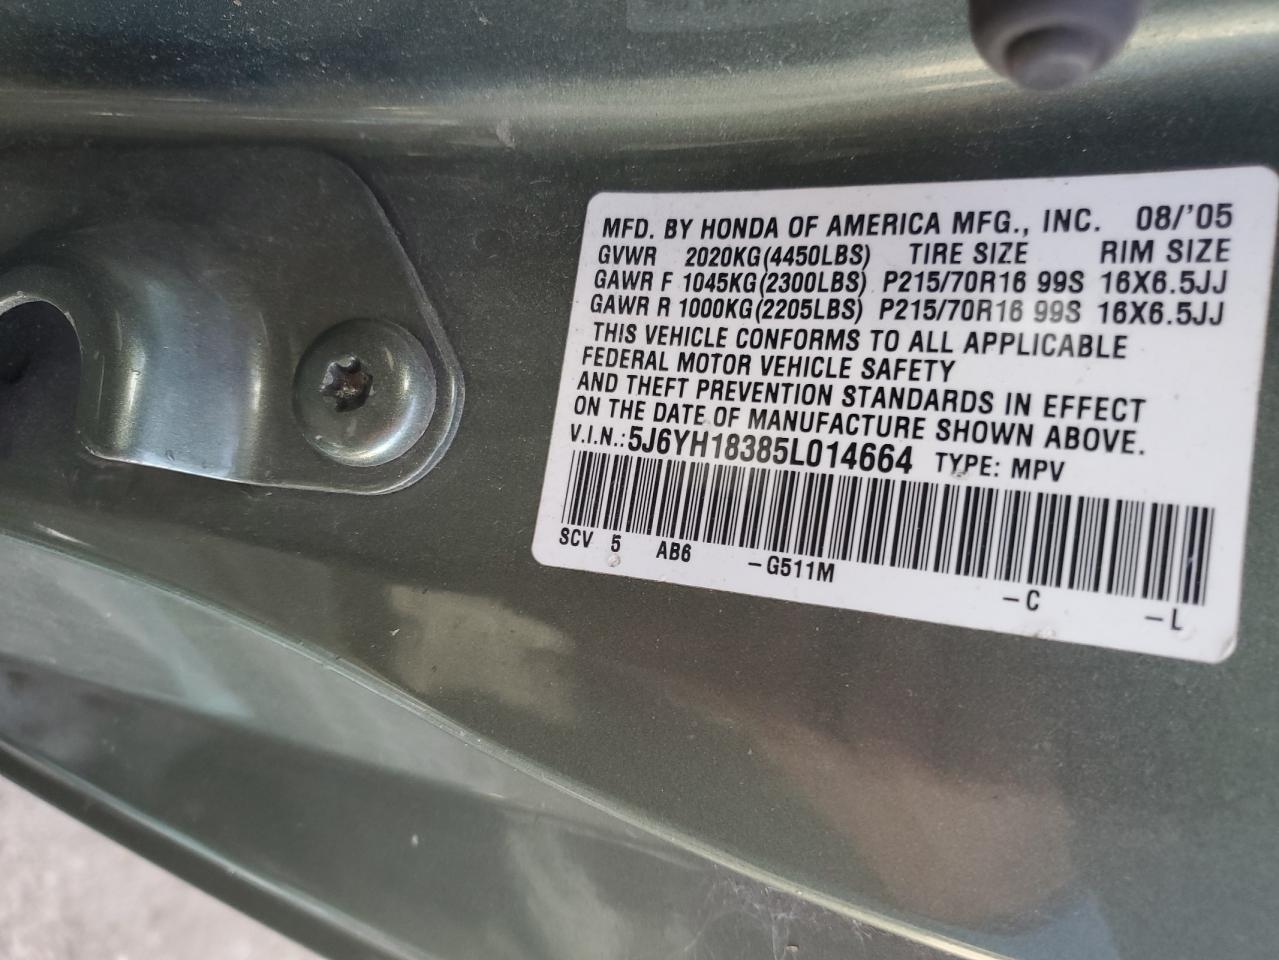 MFD. BY HONDA OF AMERICA MFG., INC. 08/'05
GVWR 2020KG(4450LBS) TIRE SIZE RIM SIZE
GAWR F 1045KG(2300LBS) P215/70R16 99S 16X6.5JJ
GAWR R 1000KG(2205LBS) P215/70R16 99S 16X6.5JJ
THIS VEHICLE CONFORMS TO ALL APPLICABLE
FEDERAL MOTOR VEHICLE SAFETY
AND THEFT PREVENTION STANDARDS IN EFFECT
ON THE DATE OF MANUFACTURE SHOWN ABOVE.
V.I.N.:5J6YH18385L014664 TYPE: MPV
SCV 5 AB6 -G511M -C -L